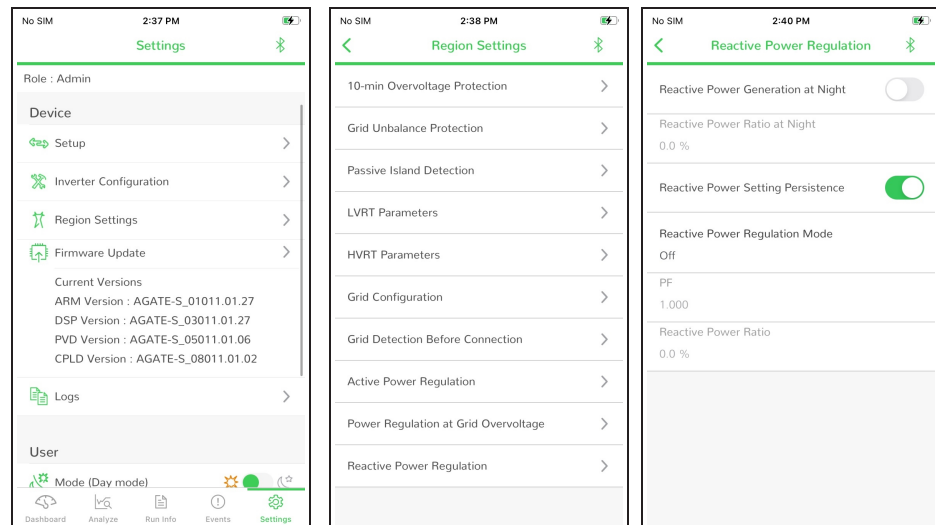 No SIM 2:37 PM
Settings
Role : Admin
Device
Setup
Inverter Configuration
Region Settings
Firmware Update
Current Versions
ARM Version : AGATE-S_01011.01.27
DSP Version : AGATE-S_03011.01.27
PVD Version : AGATE-S_05011.01.06
CPLD Version : AGATE-S_08011.01.02
Logs
User
Mode (Day mode)
Dashboard Analyze Run Info Events Settings
No SIM 2:38 PM
Region Settings
10-min Overvoltage Protection
Grid Unbalance Protection
Passive Island Detection
LVRT Parameters
HVRT Parameters
Grid Configuration
Grid Detection Before Connection
Active Power Regulation
Power Regulation at Grid Overvoltage
Reactive Power Regulation
No SIM 2:40 PM
Reactive Power Regulation
Reactive Power Generation at Night
Reactive Power Ratio at Night
0.0 %
Reactive Power Setting Persistence
Reactive Power Regulation Mode
Off
PF
1.000
Reactive Power Ratio
0.0 %